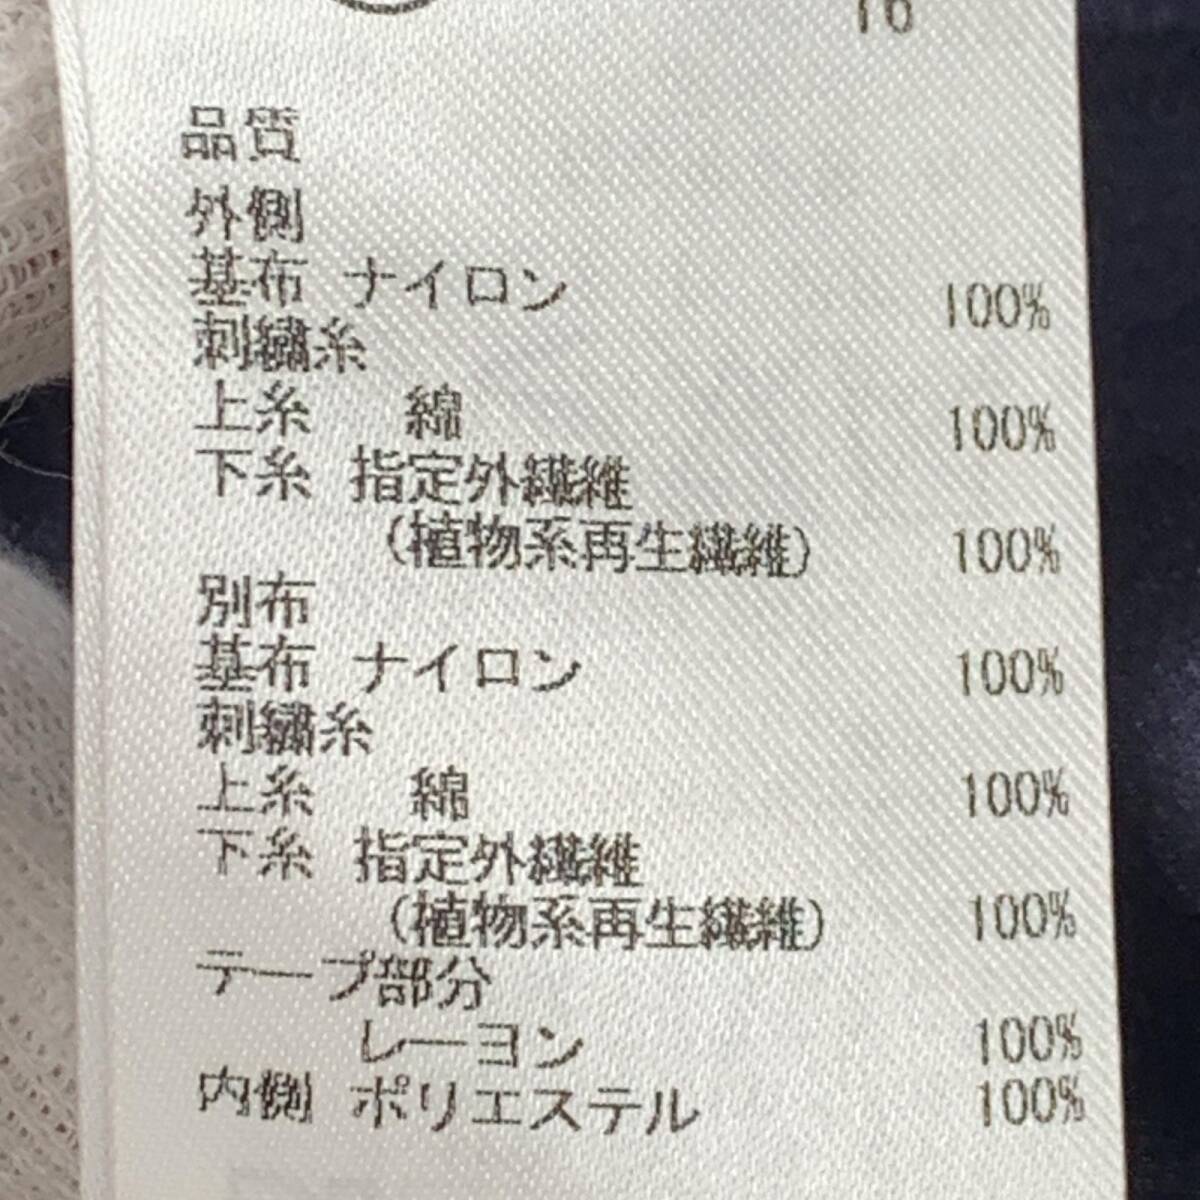 16
品質
外側
基布 ナイロン 100%
刺繍糸
上糸 綿 100%
下糸 指定外繊維
(植物系再生繊維) 100%
別布
基布 ナイロン 100%
刺繍糸
上糸 綿 100%
下糸 指定外繊維
(植物系再生繊維) 100%
テープ部分
レーヨン 100%
内側 ポリエステル 100%